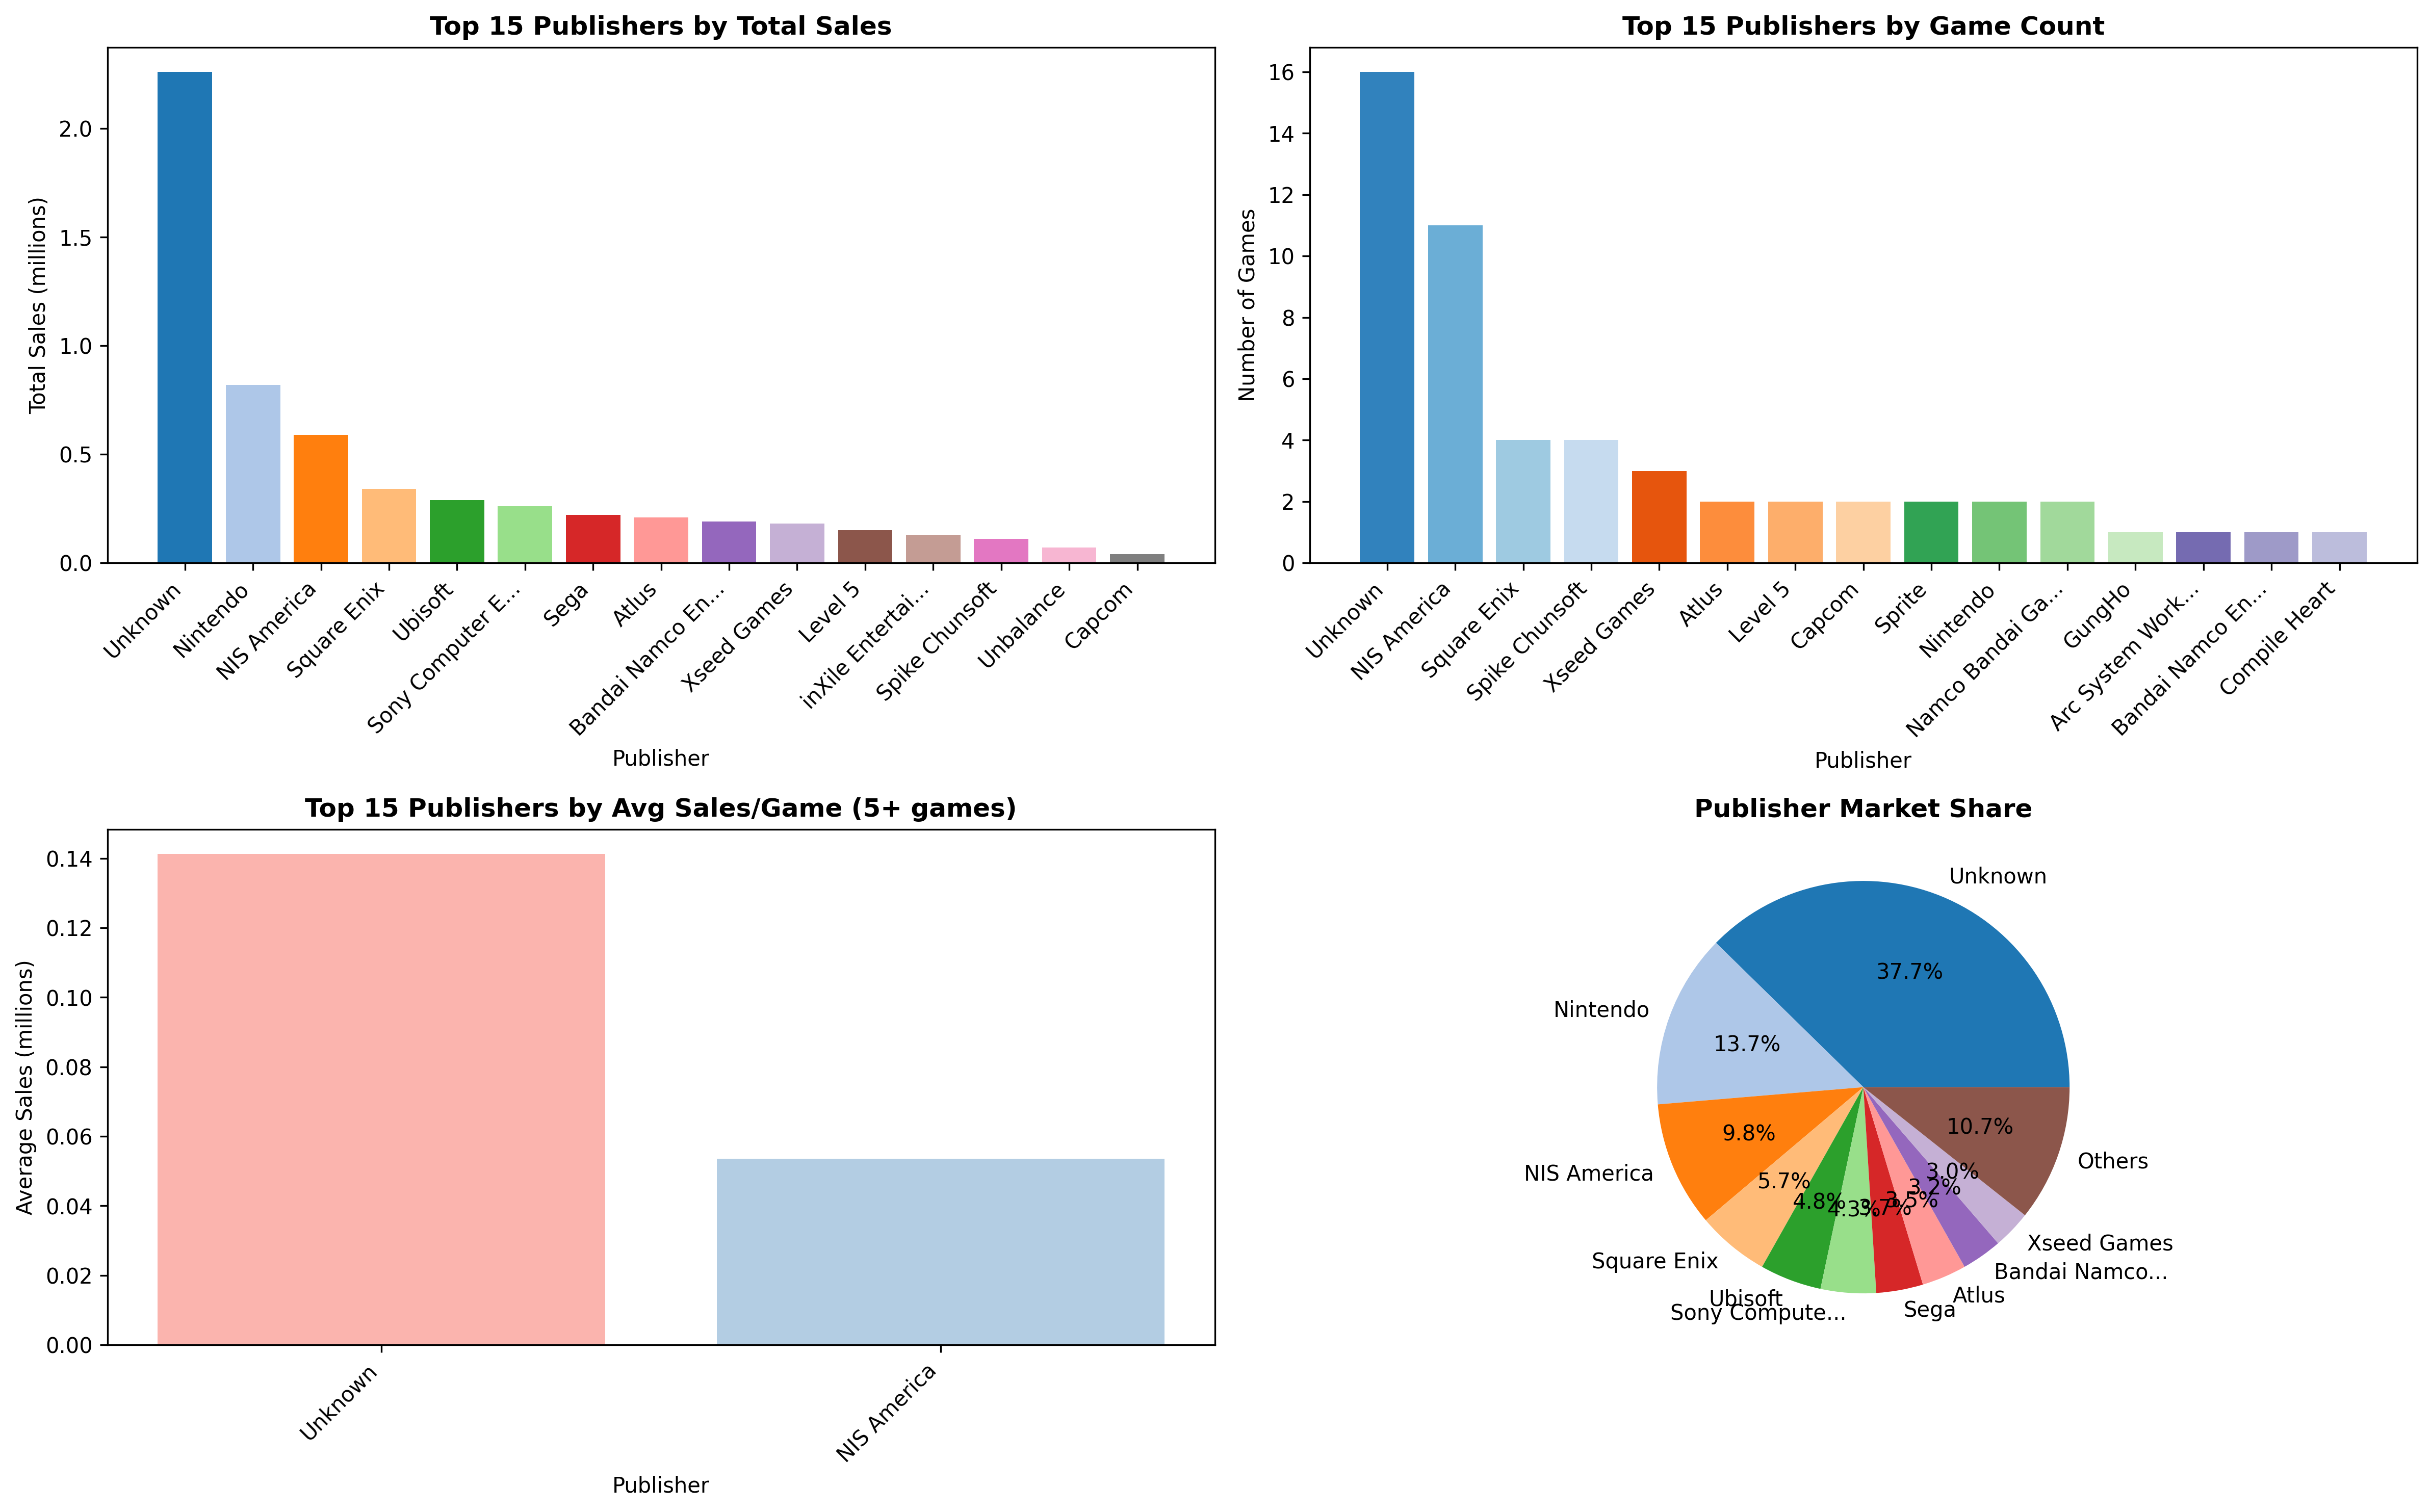 Top 15 Publishers by Total Sales
Total Sales (millions)
2.0
1.5
1.0
0.5
0.0
Unknown
Nintendo
NIS America
Square Enix
Ubisoft
Sony Computer E...
Sega
Atlus
Bandai Namco En...
Xseed Games
Level 5
inXile Entertai...
Spike Chunsoft
Unbalance
Capcom
Publisher
Top 15 Publishers by Game Count
Number of Games
16
14
12
10
8
6
4
2
0
Unknown
NIS America
Square Enix
Spike Chunsoft
Xseed Games
Atlus
Level 5
Capcom
Sprite
Nintendo
Namco Bandai Ga...
GungHo
Arc System Work...
Bandai Namco En...
Compile Heart
Publisher
Top 15 Publishers by Avg Sales/Game (5+ games)
Average Sales (millions)
0.14
0.12
0.10
0.08
0.06
0.04
0.02
0.00
Unknown
NIS America
Publisher
Publisher Market Share
Unknown
37.7%
Nintendo
13.7%
NIS America
9.8%
Square Enix
5.7%
Ubisoft
4.8%
Sony Compute...
4.3%
Sega
3.7%
Atlus
3.5%
Bandai Namco...
3.2%
Xseed Games
3.0%
Others
10.7%